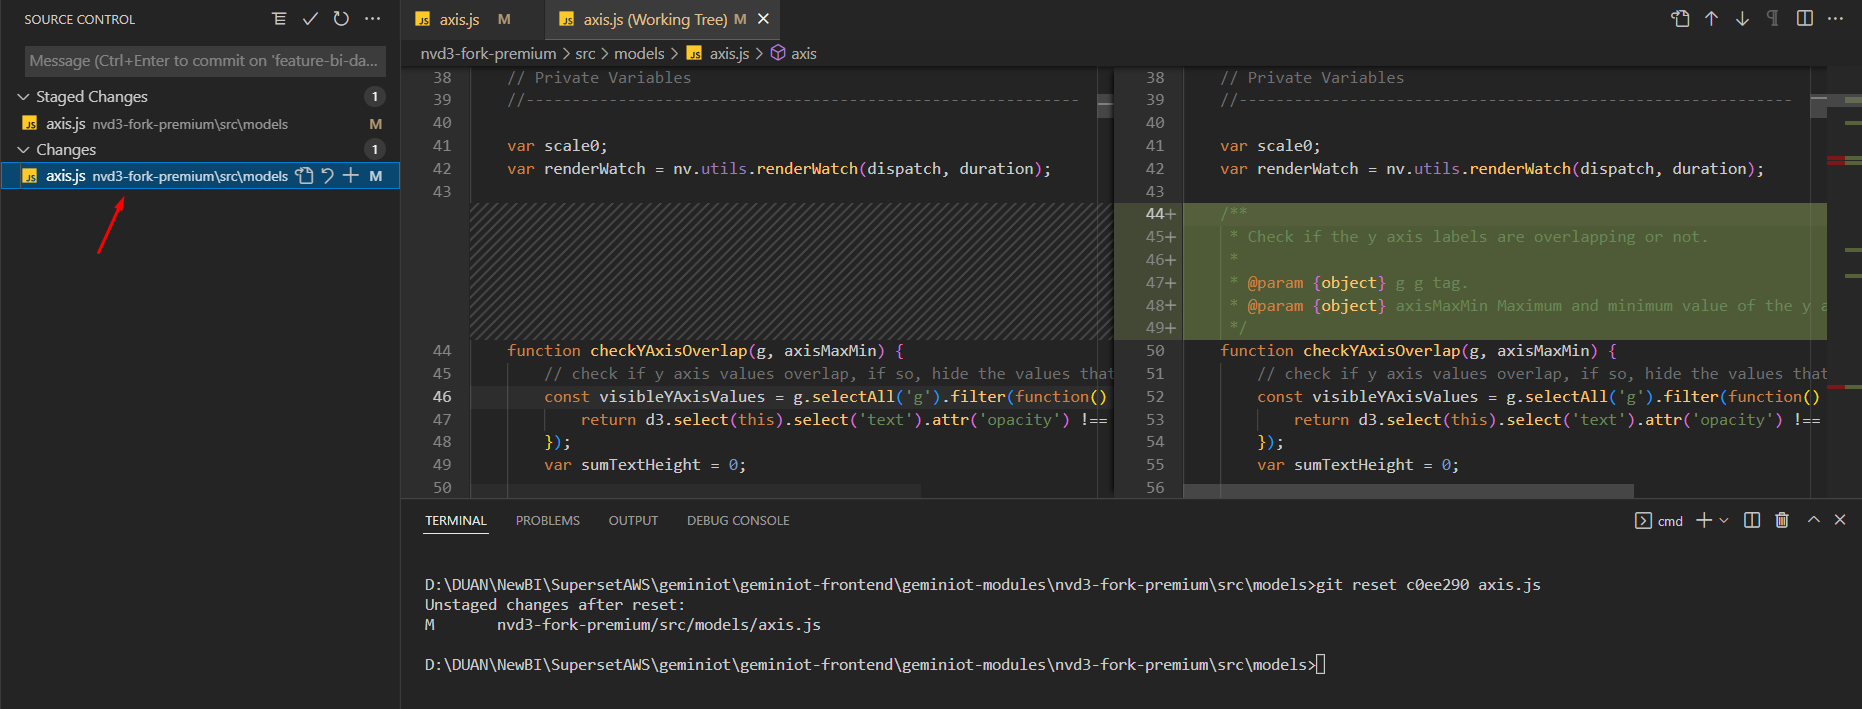 SOURCE CONTROL
Message (Ctrl+Enter to commit on 'feature-bi-da...
Staged Changes 1
JS axis.js nvd3-fork-premium\src\models M
Changes 1
JS axis.js nvd3-fork-premium\src\models M
JS axis.js M
JS axis.js (Working Tree) M
nvd3-fork-premium > src > models > JS axis.js > axis
38 // Private Variables
39 //------------------------------------------------------------
40
41 var scale0;
42 var renderWatch = nv.utils.renderWatch(dispatch, duration);
43
44 function checkYAxisOverlap(g, axisMaxMin) {
45 // check if y axis values overlap, if so, hide the values that
46 const visibleYAxisValues = g.selectAll('g').filter(function()
47 return d3.select(this).select('text').attr('opacity') !==
48 });
49 var sumTextHeight = 0;
50
38 // Private Variables
39 //------------------------------------------------------------
40
41 var scale0;
42 var renderWatch = nv.utils.renderWatch(dispatch, duration);
43
44+ /**
45+ * Check if the y axis labels are overlapping or not.
46+ *
47+ * @param {object} g g tag.
48+ * @param {object} axisMaxMin Maximum and minimum value of the y a
49+ */
50 function checkYAxisOverlap(g, axisMaxMin) {
51 // check if y axis values overlap, if so, hide the values that
52 const visibleYAxisValues = g.selectAll('g').filter(function()
53 return d3.select(this).select('text').attr('opacity') !==
54 });
55 var sumTextHeight = 0;
56
TERMINAL PROBLEMS OUTPUT DEBUG CONSOLE
cmd
D:\DUAN\NewBI\SupersetAWS\geminiot\geminiot-frontend\geminiot-modules\nvd3-fork-premium\src\models>git reset c0ee290 axis.js
Unstaged changes after reset:
M nvd3-fork-premium/src/models/axis.js
D:\DUAN\NewBI\SupersetAWS\geminiot\geminiot-frontend\geminiot-modules\nvd3-fork-premium\src\models>